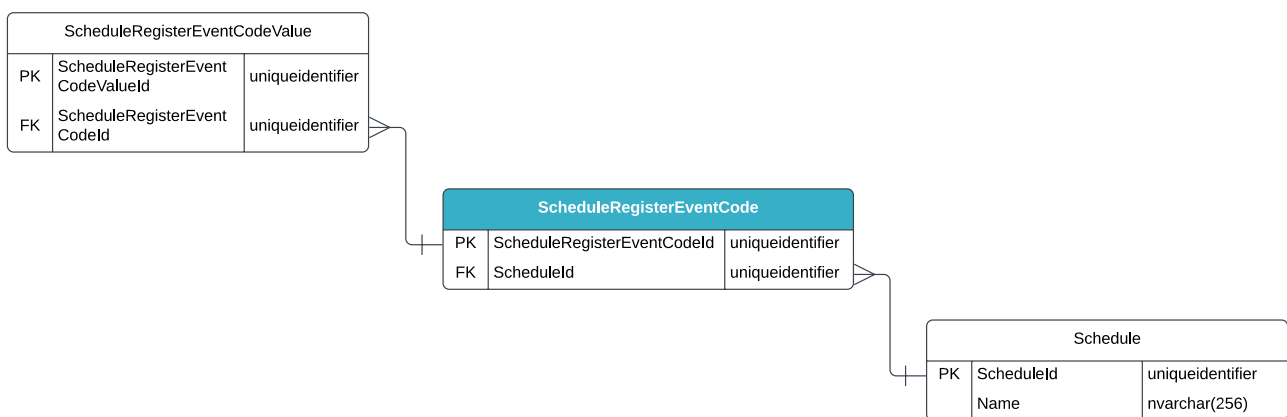 ScheduleRegisterEventCodeValue
PK ScheduleRegisterEvent
CodeValueId uniqueidentifier
FK ScheduleRegisterEvent
CodeId uniqueidentifier
ScheduleRegisterEventCode
PK ScheduleRegisterEventCodeId uniqueidentifier
FK ScheduleId uniqueidentifier
Schedule
PK ScheduleId uniqueidentifier
Name nvarchar(256)